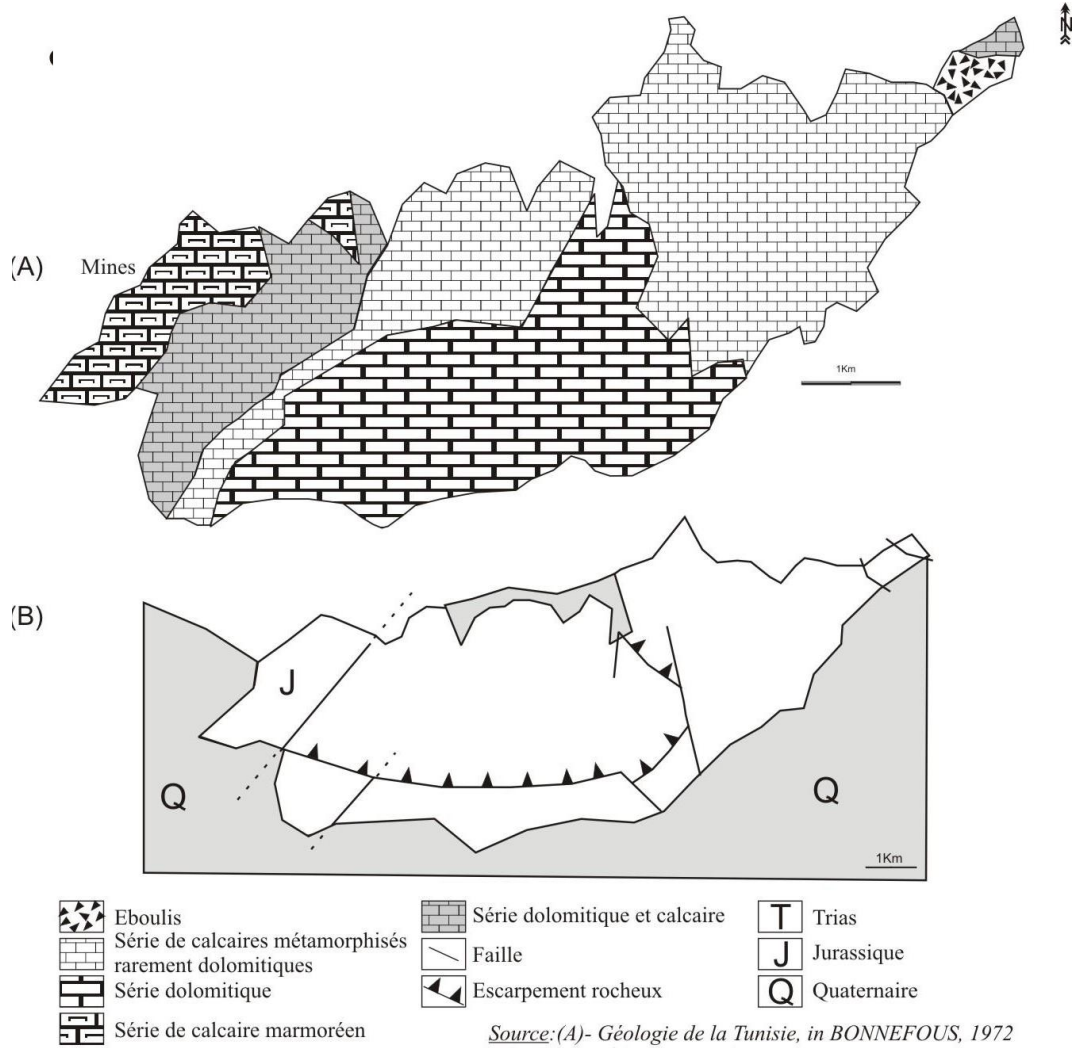 N
(A)
Mines
1Km
(B)
J
Q
Q
1Km
Eboulis
Série de calcaires métamorphisés
rarement dolomitiques
Série dolomitique
Série de calcaire marmoréen
Série dolomitique et calcaire
Faille
Escarpement rocheux
T Trias
J Jurassique
Q Quaternaire
Source:(A)- Géologie de la Tunisie, in BONNEFOUS, 1972